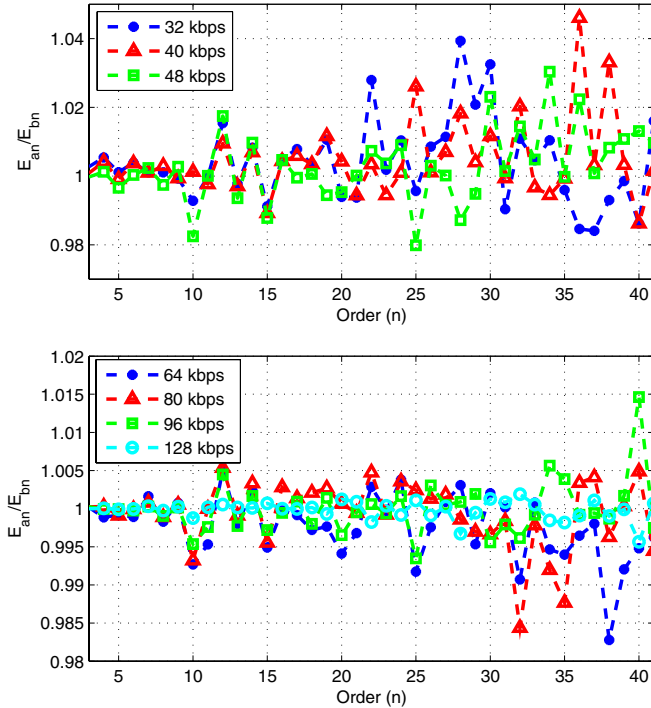 1.04
1.02
1
0.98
E_an/E_bn
32 kbps
40 kbps
48 kbps
5 10 15 20 25 30 35 40
Order (n)
1.02
1.015
1.01
1.005
1
0.995
0.99
0.985
0.98
E_an/E_bn
64 kbps
80 kbps
96 kbps
128 kbps
5 10 15 20 25 30 35 40
Order (n)